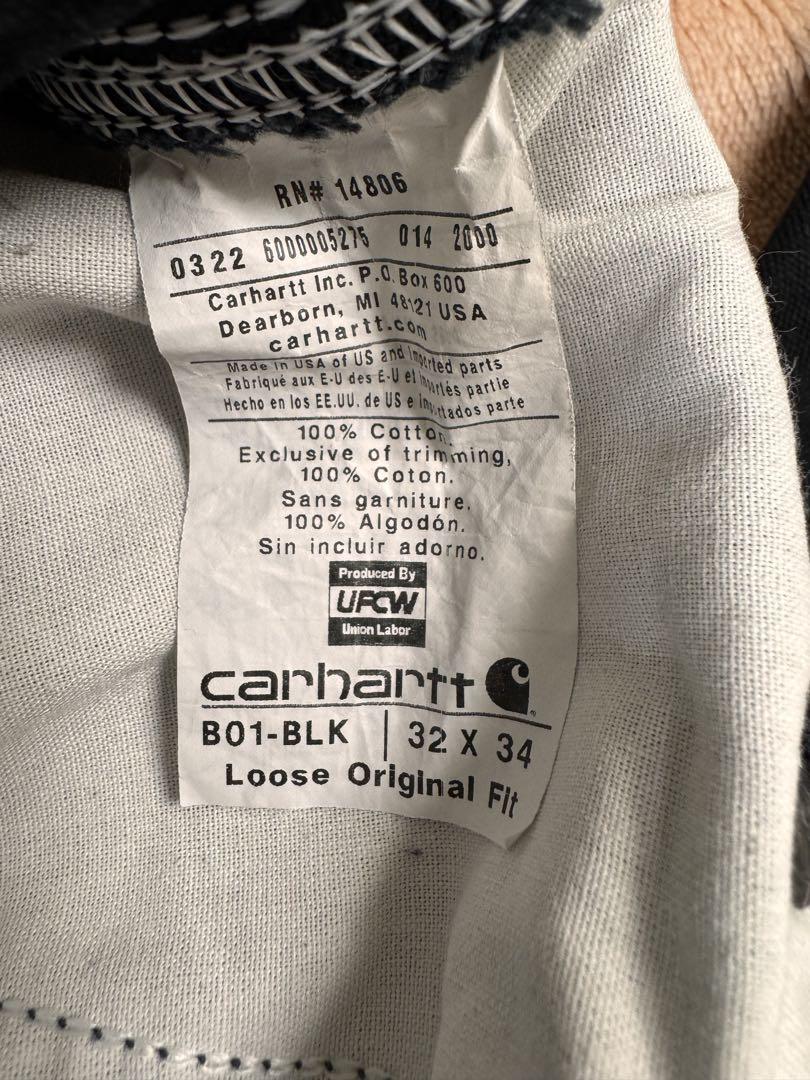 RN# 14806
0322 6000005276 014 2000
Carhartt Inc. P.O. Box 600
Dearborn, MI 48121 USA
carhartt.com
Made in USA of US and Imported parts
Fabriqué aux E-U des E-U et importés partie
Hecho en los EE.UU. de US e importados parte
100% Cotton.
Exclusive of trimming,
100% Coton.
Sans garniture.
100% Algodón.
Sin incluir adorno.
Produced By
UFCW
Union Labor
carhartt
B01-BLK | 32 X 34
Loose Original Fit